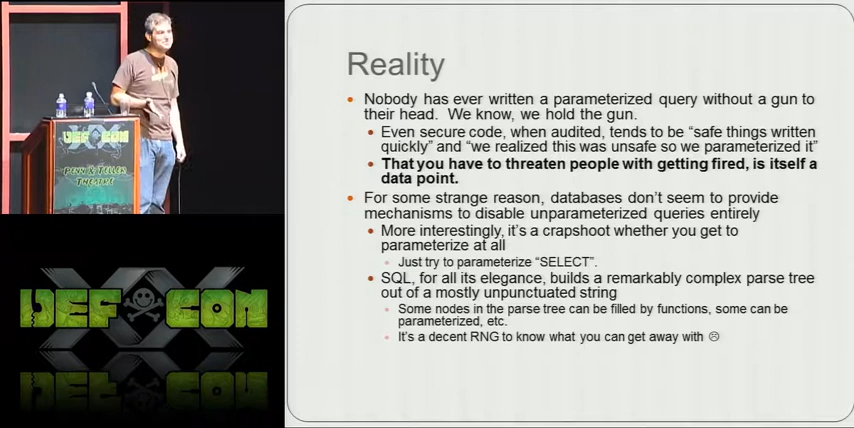 DEF CON
PENN & TELLER
THEATRE
DEF CON
Reality
Nobody has ever written a parameterized query without a gun to
their head.  We know, we hold the gun.
Even secure code, when audited, tends to be “safe things written
quickly” and “we realized this was unsafe so we parameterized it”
That you have to threaten people with getting fired, is itself a
data point.
For some strange reason, databases don’t seem to provide
mechanisms to disable unparameterized queries entirely
More interestingly, it’s a crapshoot whether you get to
parameterize at all
Just try to parameterize “SELECT”.
SQL, for all its elegance, builds a remarkably complex parse tree
out of a mostly unpunctuated string
Some nodes in the parse tree can be filled by functions, some can be
parameterized, etc.
It’s a decent RNG to know what you can get away with ☹